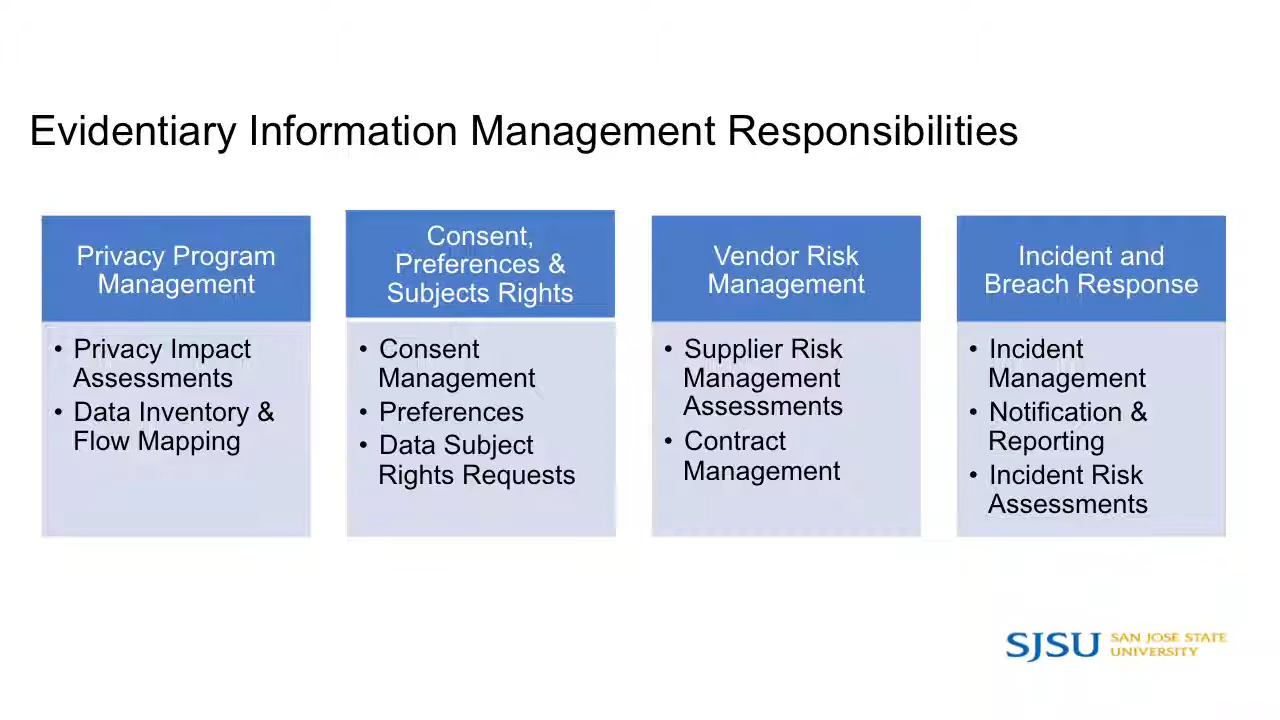 Evidentiary Information Management Responsibilities
Privacy Program
Management
• Privacy Impact
Assessments
• Data Inventory &
Flow Mapping
Consent,
Preferences &
Subjects Rights
• Consent
Management
• Preferences
• Data Subject
Rights Requests
Vendor Risk
Management
• Supplier Risk
Management
Assessments
• Contract
Management
Incident and
Breach Response
• Incident
Management
• Notification &
Reporting
• Incident Risk
Assessments
SJSU SAN JOSÉ STATE
UNIVERSITY